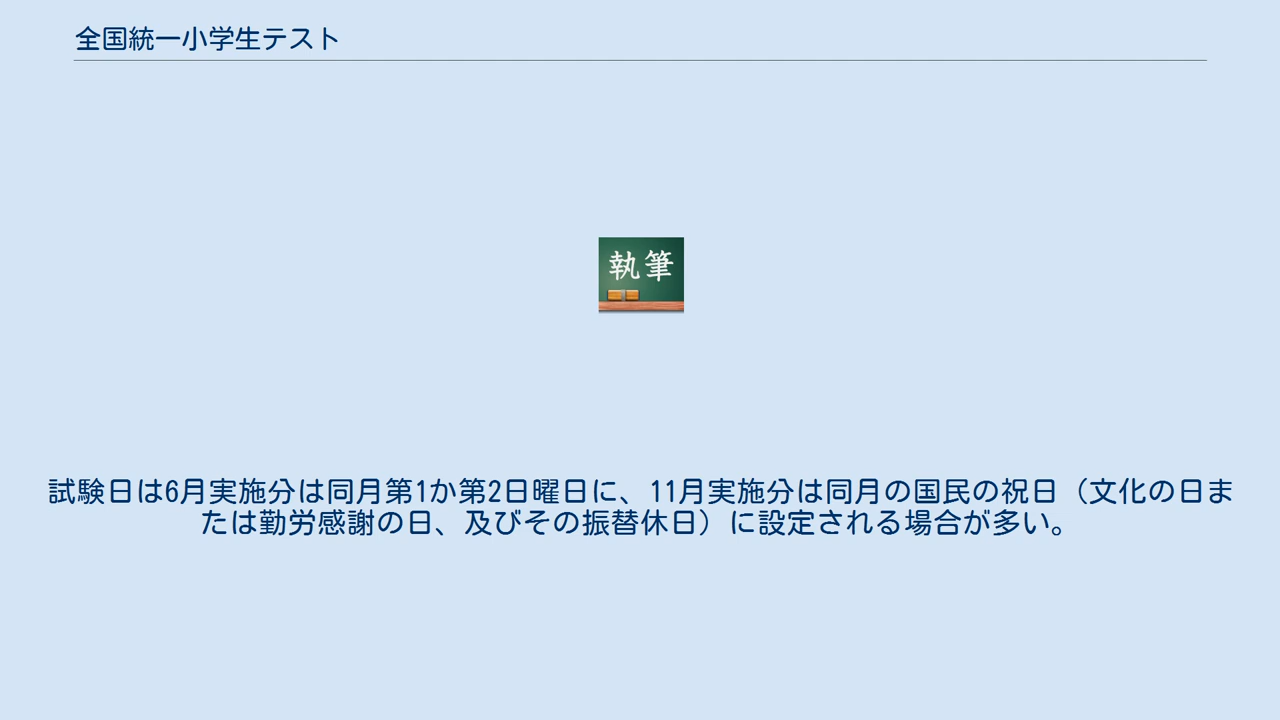 全国統一小学生テスト
執筆
試験日は6月実施分は同月第1か第2日曜日に、11月実施分は同月の国民の祝日（文化の日ま
たは勤労感謝の日、及びその振替休日）に設定される場合が多い。